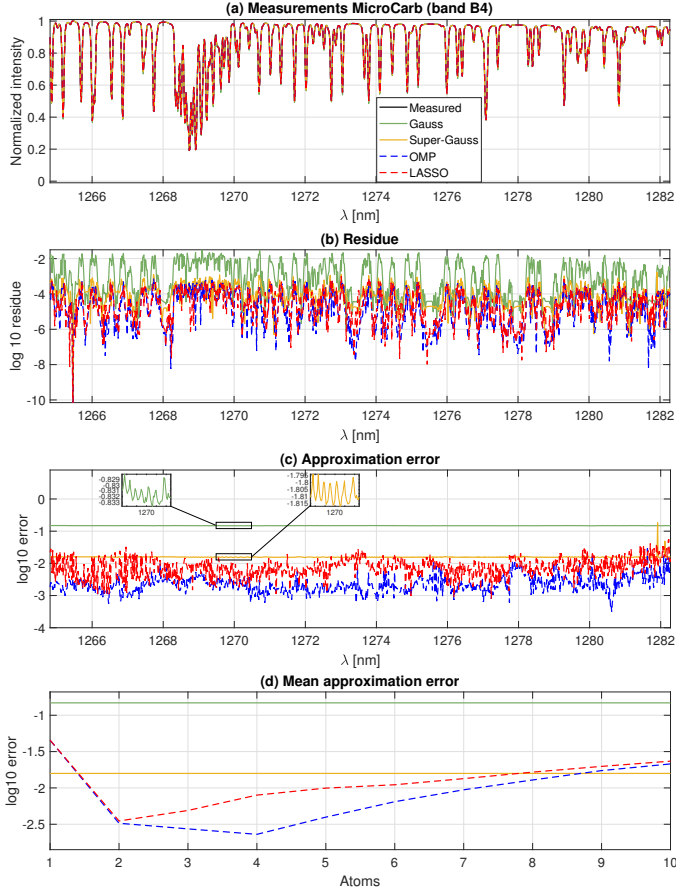 (a) Measurements MicroCarb (band B4)
Normalized intensity
1
0.8
0.6
0.4
0.2
0
Measured
Gauss
Super-Gauss
OMP
LASSO
1266 1268 1270 1272 1274 1276 1278 1280 1282
λ [nm]
(b) Residue
log 10 residue
-2
-4
-6
-8
-10
1266 1268 1270 1272 1274 1276 1278 1280 1282
λ [nm]
(c) Approximation error
log10 error
0
-1
-2
-3
-4
-0.829
-0.83
-0.831
-0.832
-0.833
1270
-1.795
-1.8
-1.805
-1.81
-1.815
1270
1266 1268 1270 1272 1274 1276 1278 1280 1282
λ [nm]
(d) Mean approximation error
log10 error
-1
-1.5
-2
-2.5
1 2 3 4 5 6 7 8 9 10
Atoms